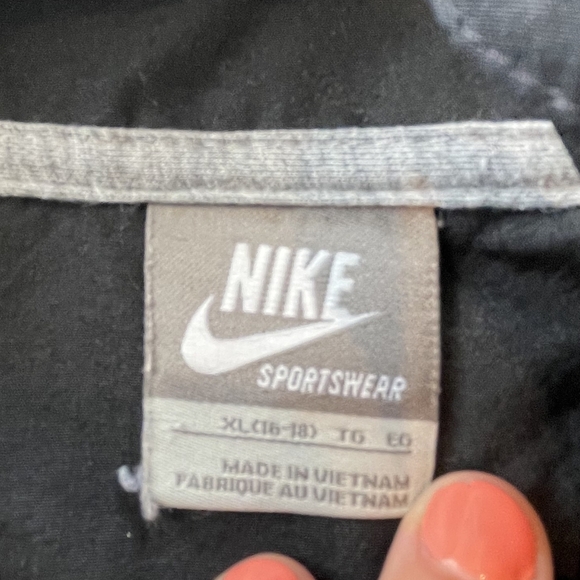 NIKE
SPORTSWEAR
XL(16-18) TG EG
MADE IN VIETNAM
FABRIQUE AU VIETNAM